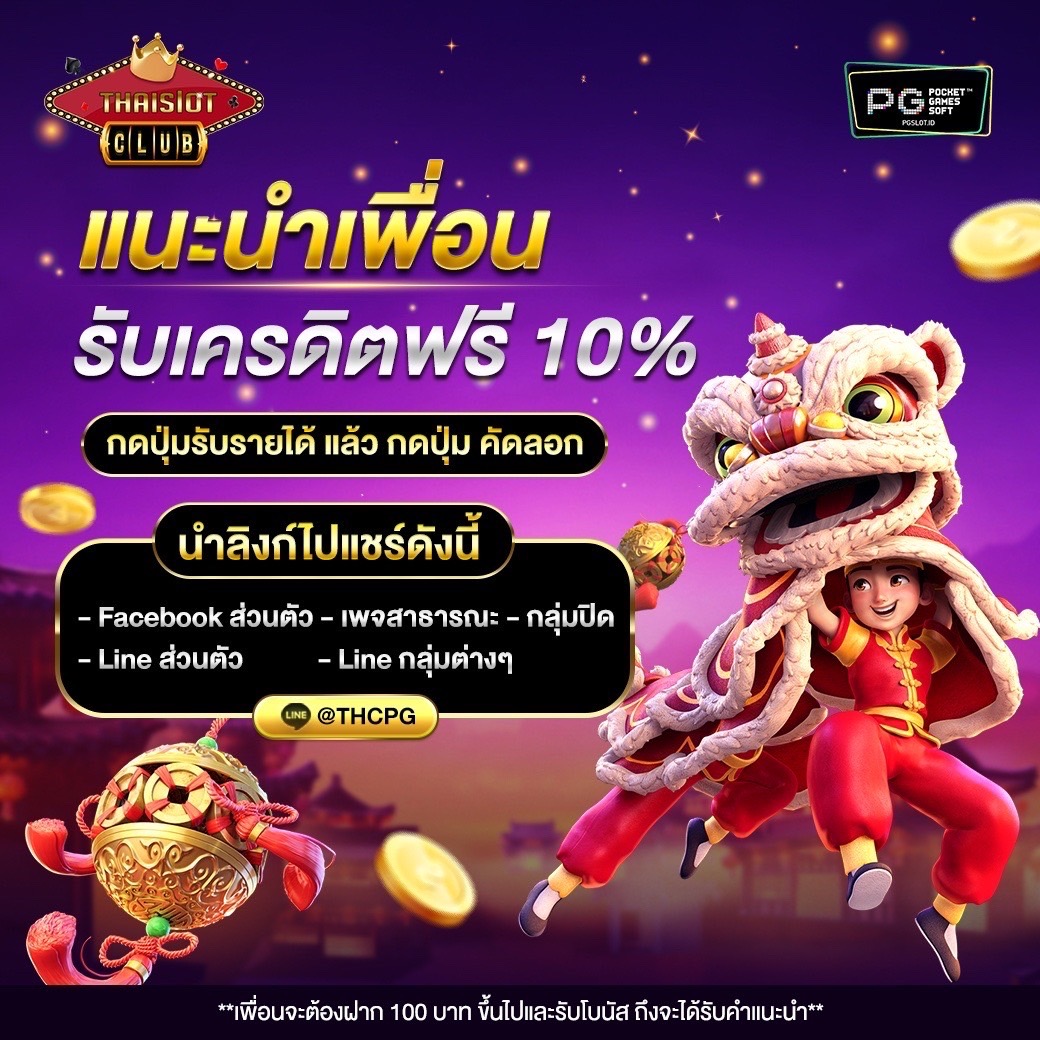 THAISlOT
CLUB
PG POCKET™ GAMES SOFT
PGSLOT.ID
แนะนำเพื่อน
รับเครดิตฟรี 10%
กดปุ่มรับรายได้ แล้ว กดปุ่ม คัดลอก
นำลิงก์ไปแชร์ดังนี้
- Facebook ส่วนตัว - เพจสาธารณะ - กลุ่มปิด
- Line ส่วนตัว - Line กลุ่มต่างๆ
LINE @THCPG
**เพื่อนจะต้องฝาก 100 บาท ขึ้นไปและรับโบนัส ถึงจะได้รับค่าแนะนำ**